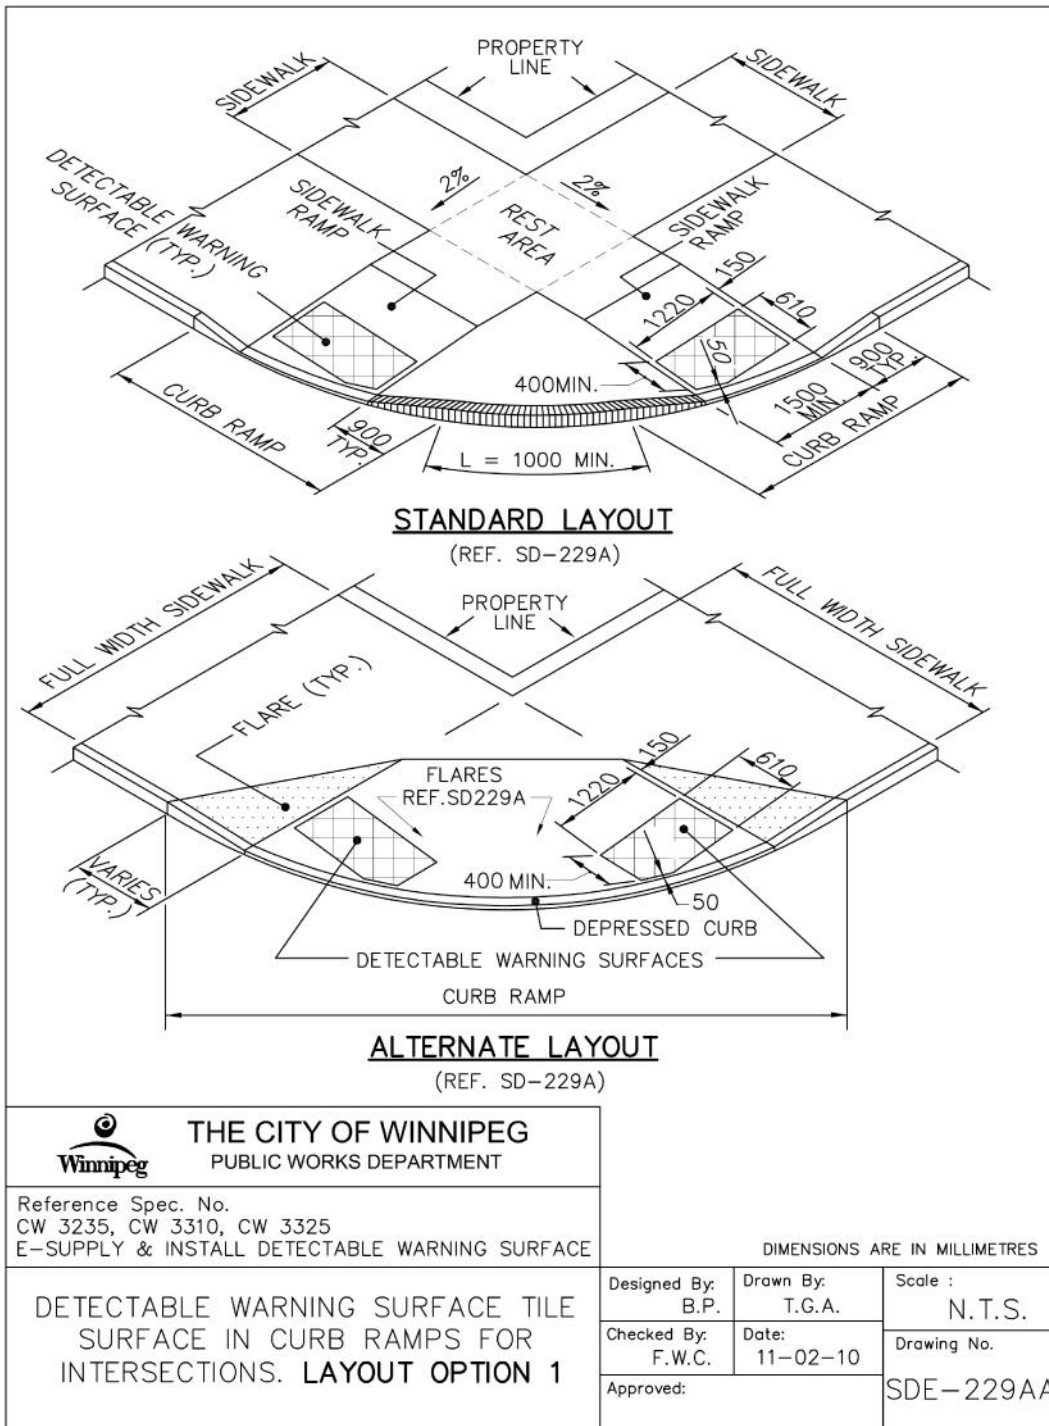 PROPERTY
LINE
SIDEWALK
SIDEWALK
DETECTABLE WARNING
SURFACE (TYP.)
SIDEWALK
RAMP
2%
2%
REST
AREA
SIDEWALK
RAMP
150
1220
610
50
400MIN.
900
TYP.
1500
MIN.
CURB RAMP
CURB RAMP
900
TYP.
L = 1000 MIN.
STANDARD LAYOUT
(REF. SD-229A)
FULL WIDTH SIDEWALK
PROPERTY
LINE
FULL WIDTH SIDEWALK
FLARE (TYP.)
FLARES
REF.SD229A
150
1220
610
400 MIN.
50
VARIES
(TYP.)
DEPRESSED CURB
DETECTABLE WARNING SURFACES
CURB RAMP
ALTERNATE LAYOUT
(REF. SD-229A)
Winnipeg
THE CITY OF WINNIPEG
PUBLIC WORKS DEPARTMENT
Reference Spec. No.
CW 3235, CW 3310, CW 3325
E-SUPPLY & INSTALL DETECTABLE WARNING SURFACE
DIMENSIONS ARE IN MILLIMETRES
DETECTABLE WARNING SURFACE TILE
SURFACE IN CURB RAMPS FOR
INTERSECTIONS. LAYOUT OPTION 1
Designed By:
B.P.
Drawn By:
T.G.A.
Scale :
N.T.S.
Checked By:
F.W.C.
Date:
11-02-10
Drawing No.
SDE-229AA
Approved: